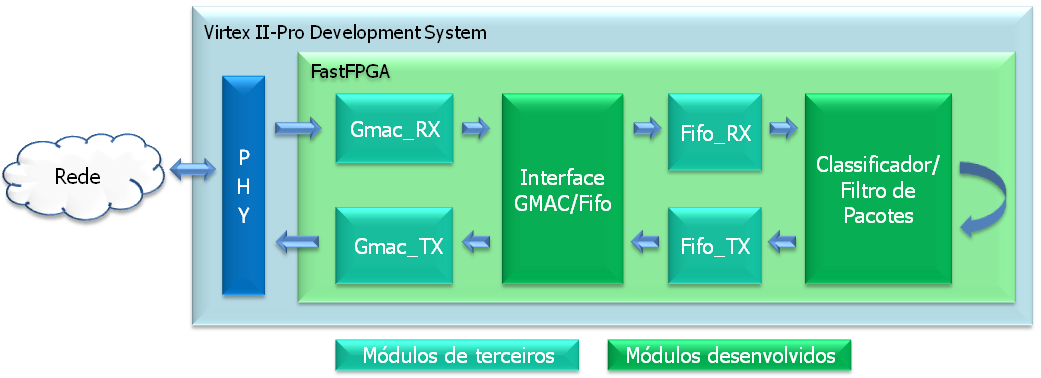 Virtex II-Pro Development System
FastFPGA
Rede
P
H
Y
Gmac_RX
Gmac_TX
Interface
GMAC/Fifo
Fifo_RX
Fifo_TX
Classificador/
Filtro de
Pacotes
Módulos de terceiros
Módulos desenvolvidos